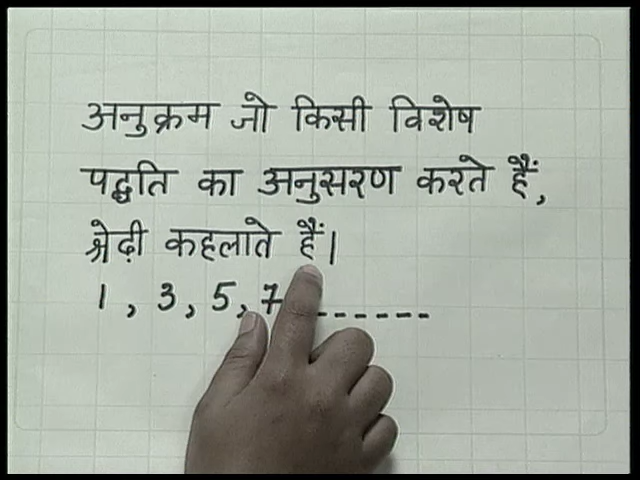 अनुक्रम जो किसी विशेष
पद्धति का अनुसरण करते हैं,
श्रेढ़ी कहलाते हैं।
1, 3, 5, 7 -------